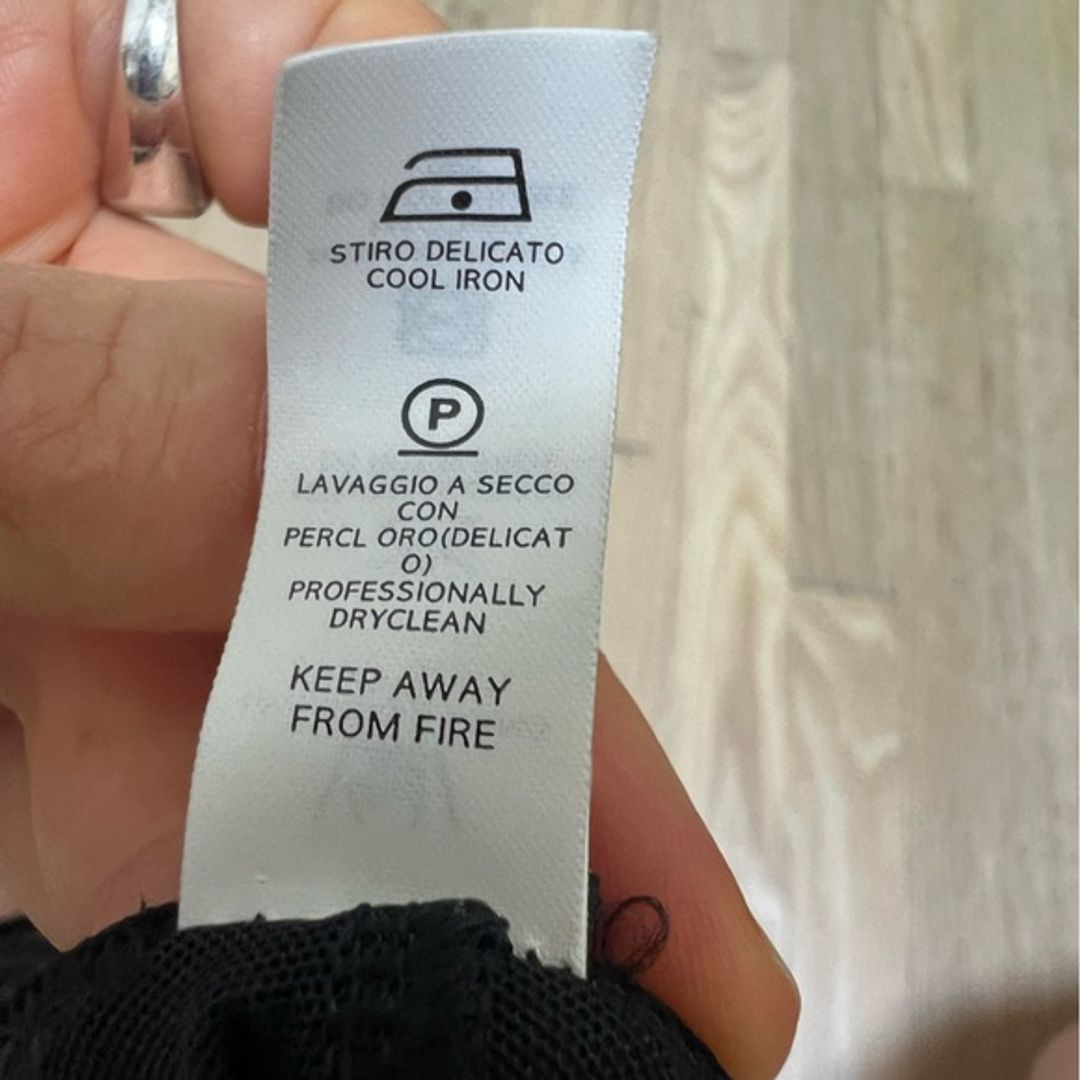 STIRO DELICATO
COOL IRON
P
LAVAGGIO A SECCO
CON
PERCL ORO(DELICAT
O)
PROFESSIONALLY
DRYCLEAN
KEEP AWAY
FROM FIRE